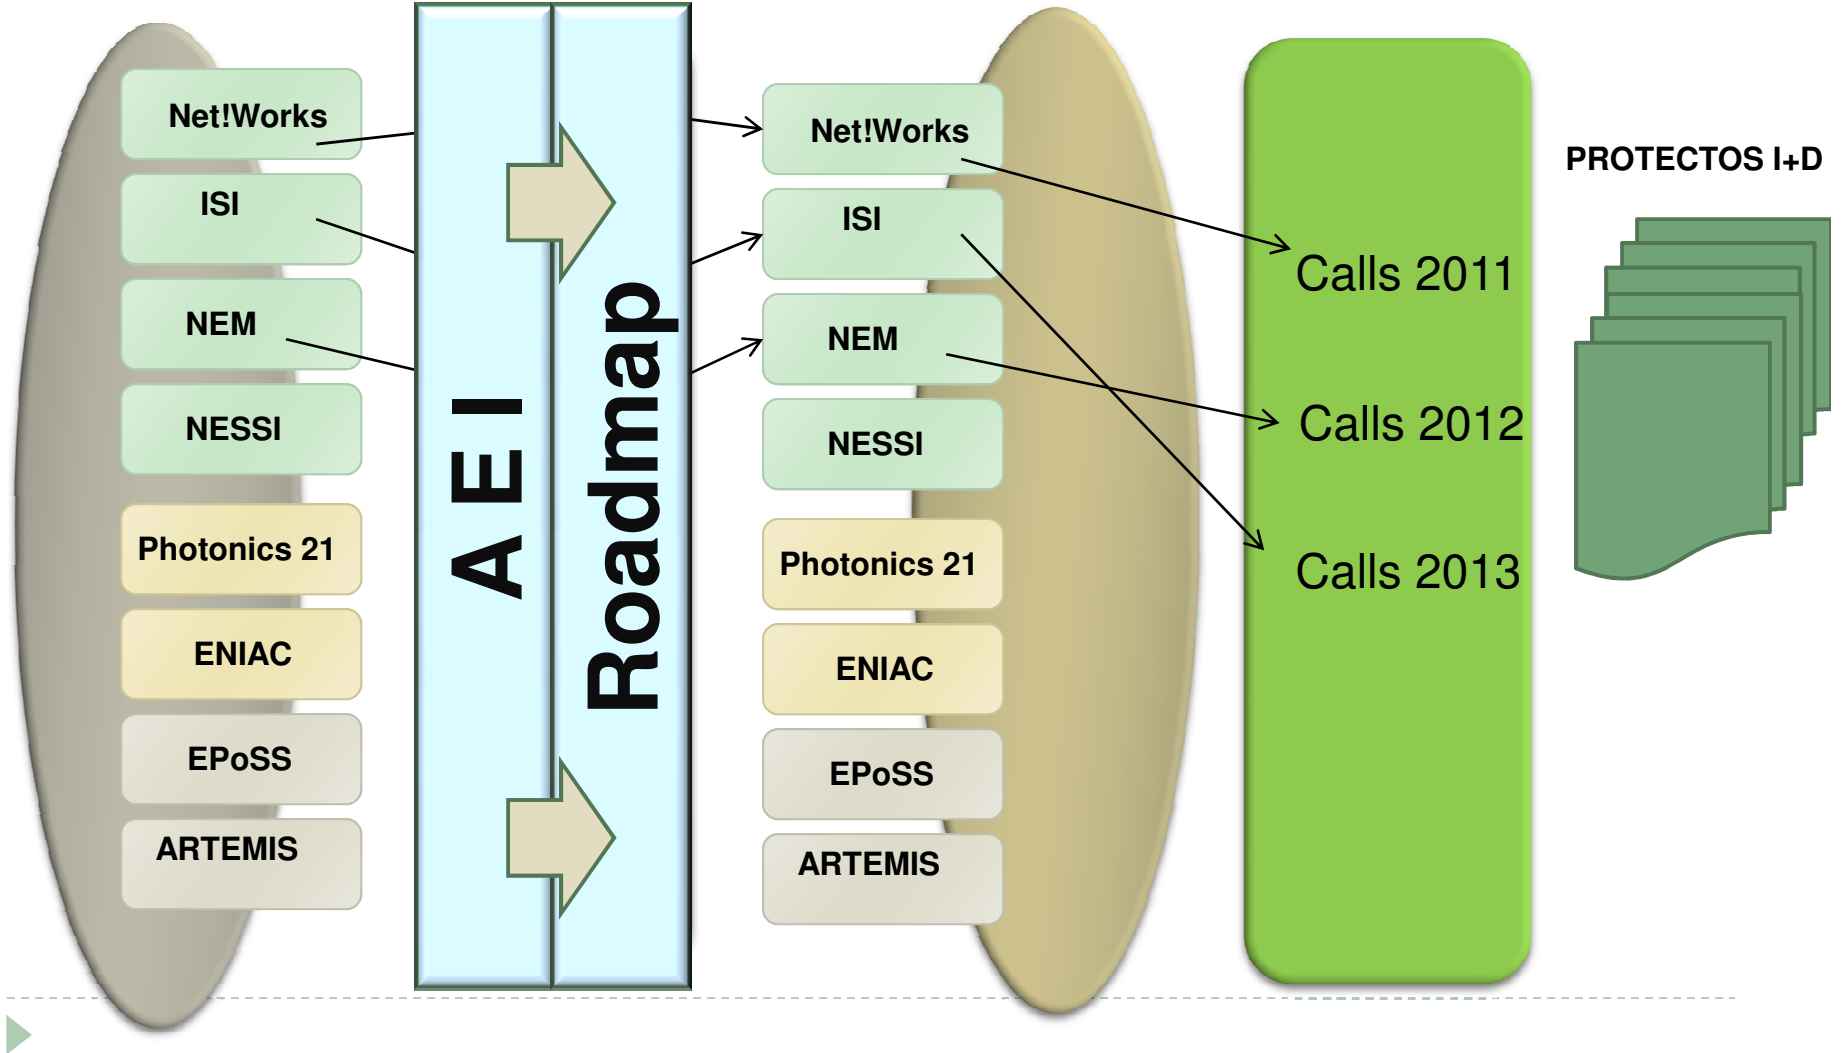 Net!Works
ISI
NEM
NESSI
Photonics 21
ENIAC
EPoSS
ARTEMIS
A E I
Roadmap
Net!Works
ISI
NEM
NESSI
Photonics 21
ENIAC
EPoSS
ARTEMIS
Calls 2011
Calls 2012
Calls 2013
PROTECTOS I+D